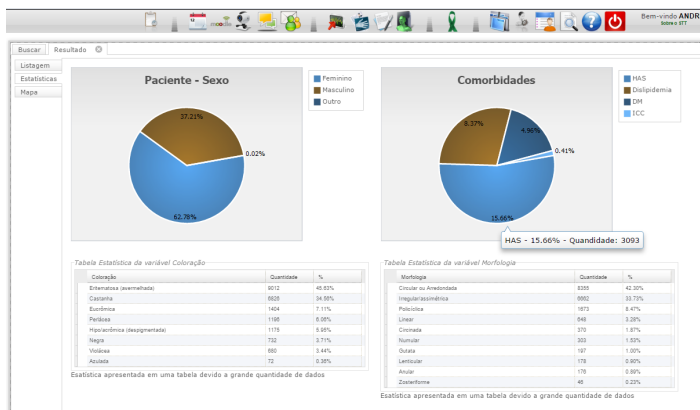 moodle
Bem-vindo ANDR
Sobre o STT
Buscar
Resultado
Listagem
Estatísticas
Mapa
Paciente - Sexo
37.21%
0.02%
62.78%
Feminino
Masculino
Outro
Comorbidades
8.37%
4.96%
0.41%
15.66%
HAS
Dislipidemia
DM
ICC
HAS - 15.66% - Quandidade: 3093
Tabela Estatística da variável Coloração
Coloração Quantidade %
Eritematosa (avermelhada) 9012 45.63%
Castanha 6826 34.56%
Eucrômica 1404 7.11%
Perlácea 1196 6.06%
Hipo/acrômica (despigmentada) 1175 5.95%
Negra 732 3.71%
Violácea 680 3.44%
Azulada 72 0.36%
Esatística apresentada em uma tabela devido a grande quantidade de dados
Tabela Estatística da variável Morfologia
Morfologia Quantidade %
Circular ou Arredondada 8355 42.30%
Irregular/assimétrica 6662 33.73%
Policíclica 1673 8.47%
Linear 648 3.28%
Circinada 370 1.87%
Numular 303 1.53%
Gutata 197 1.00%
Lenticular 178 0.90%
Anular 176 0.89%
Zosteriforme 46 0.23%
Esatística apresentada em uma tabela devido a grande quantidade de dados